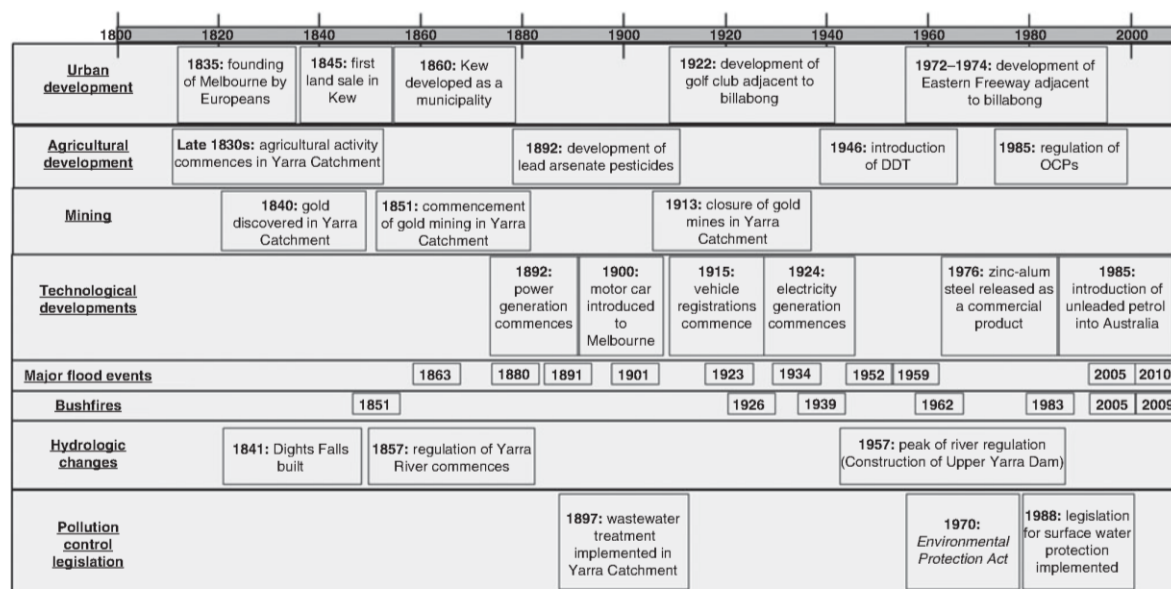 1800 1820 1840 1860 1880 1900 1920 1940 1960 1980 2000
Urban
development
1835: founding
of Melbourne by
Europeans
1845: first
land sale in
Kew
1860: Kew
developed as a
municipality
1922: development of
golf club adjacent to
billabong
1972–1974: development of
Eastern Freeway adjacent
to billabong
Agricultural
development
Late 1830s: agricultural activity
commences in Yarra Catchment
1892: development of
lead arsenate pesticides
1946: introduction
of DDT
1985: regulation of
OCPs
Mining
1840: gold
discovered in Yarra
Catchment
1851: commencement
of gold mining in Yarra
Catchment
1913: closure of gold
mines in Yarra
Catchment
Technological
developments
1892:
power
generation
commences
1900:
motor car
introduced
to
Melbourne
1915:
vehicle
registrations
commence
1924:
electricity
generation
commences
1976: zinc-alum
steel released as
a commercial
product
1985:
introduction of
unleaded petrol
into Australia
Major flood events
1863 1880 1891 1901 1923 1934 1952 1959 2005 2010
Bushfires
1851 1926 1939 1962 1983 2005 2009
Hydrologic
changes
1841: Dights Falls
built
1857: regulation of Yarra
River commences
1957: peak of river regulation
(Construction of Upper Yarra Dam)
Pollution
control
legislation
1897: wastewater
treatment
implemented in
Yarra Catchment
1970:
Environmental
Protection Act
1988: legislation
for surface water
protection
implemented